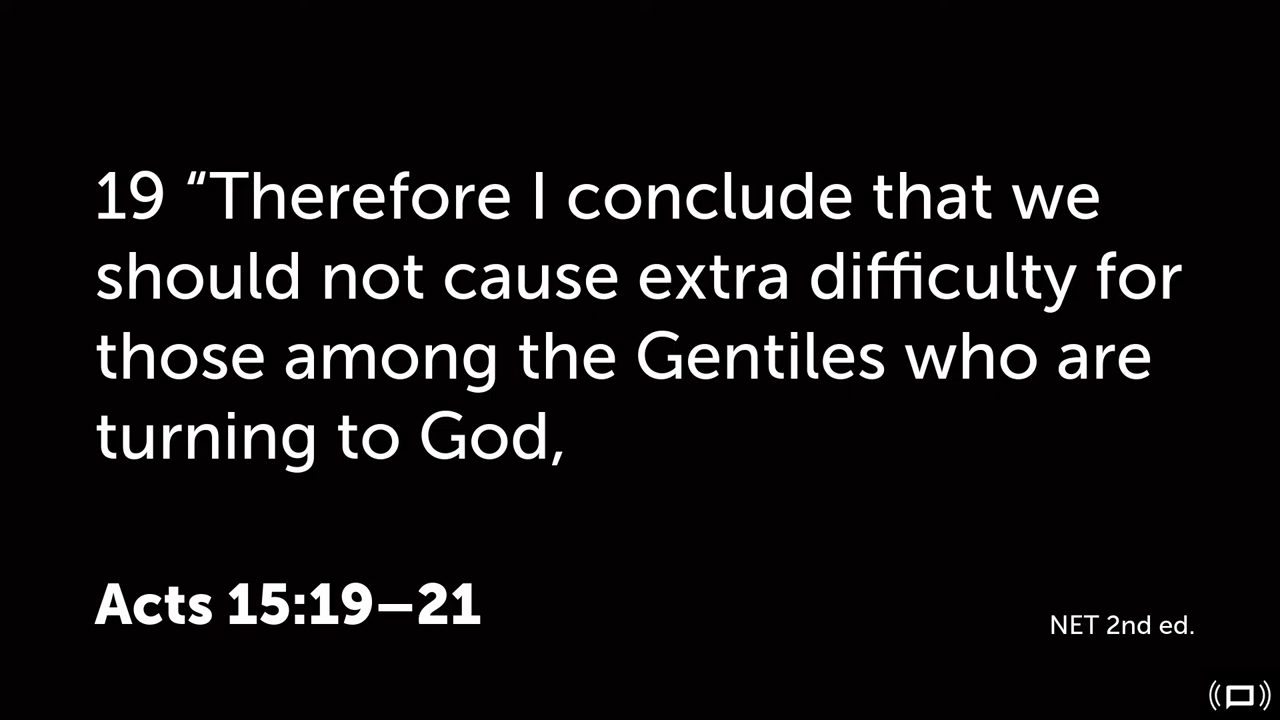 19 “Therefore I conclude that we
should not cause extra difficulty for
those among the Gentiles who are
turning to God,
Acts 15:19–21
NET 2nd ed.